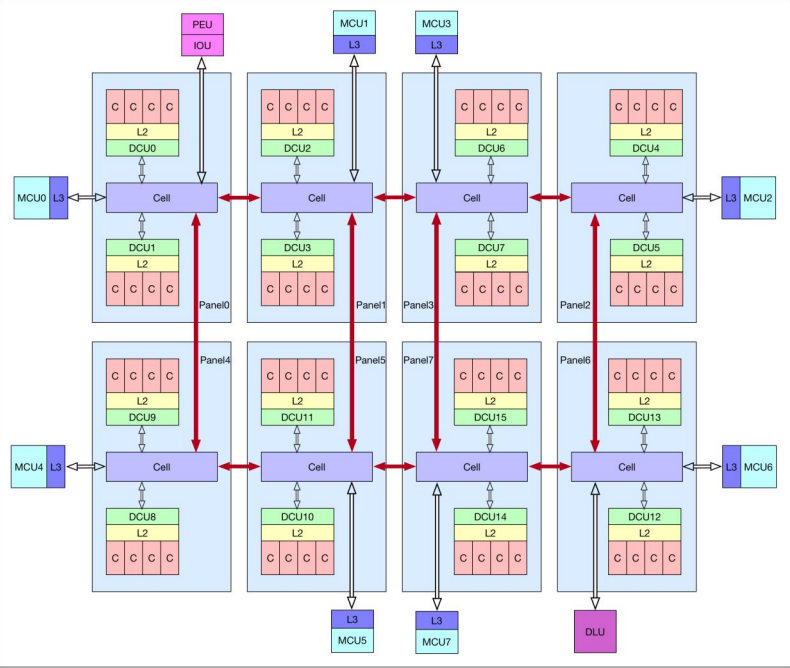 PEU
IOU
MCU1
L3
MCU3
L3
C C C C
L2
DCU0
C C C C
L2
DCU2
C C C C
L2
DCU6
C C C C
L2
DCU4
MCU0 L3
Cell
Cell
Cell
Cell
L3 MCU2
DCU1
L2
C C C C
DCU3
L2
C C C C
DCU7
L2
C C C C
DCU5
L2
C C C C
Panel0
Panel1
Panel3
Panel2
Panel4
Panel5
Panel7
Panel6
C C C C
L2
DCU9
C C C C
L2
DCU11
C C C C
L2
DCU15
C C C C
L2
DCU13
MCU4 L3
Cell
Cell
Cell
Cell
L3 MCU6
DCU8
L2
C C C C
DCU10
L2
C C C C
DCU14
L2
C C C C
DCU12
L2
C C C C
L3
MCU5
L3
MCU7
DLU